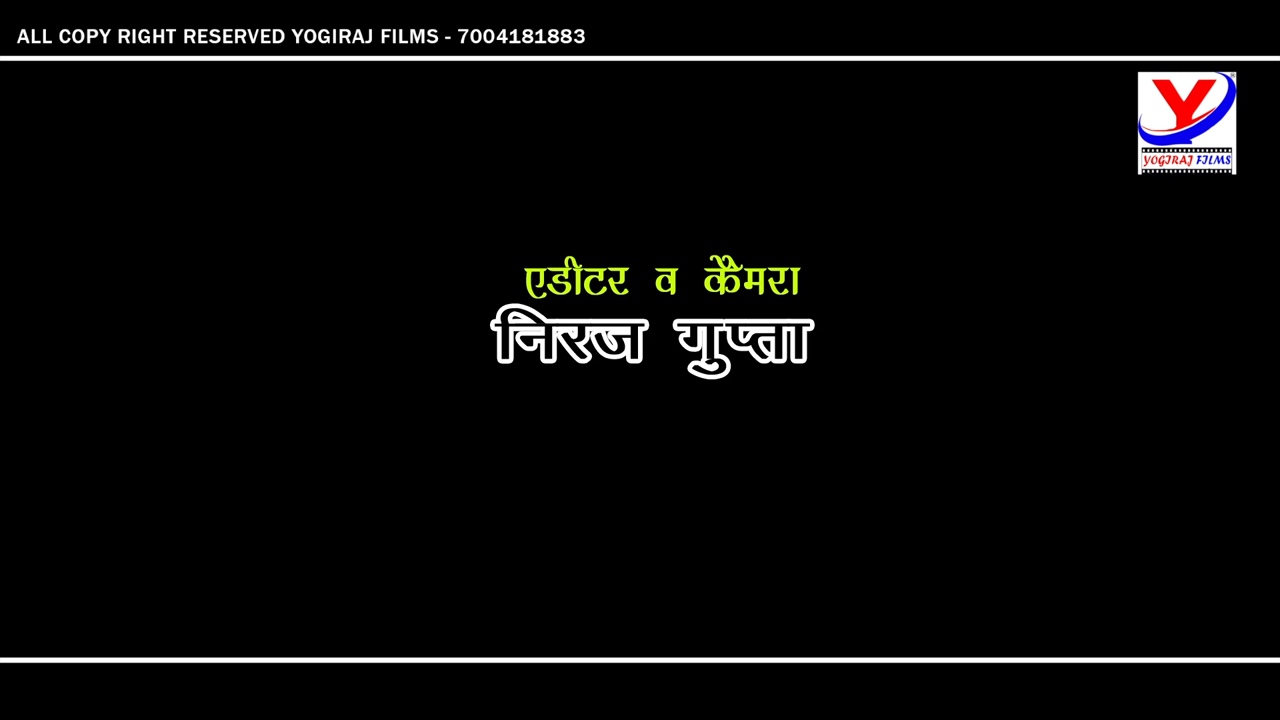 ALL COPY RIGHT RESERVED YOGIRAJ FILMS - 7004181883
Y
YOGIRAJ FILMS
एडीटर व कैमरा
निरज गुप्ता